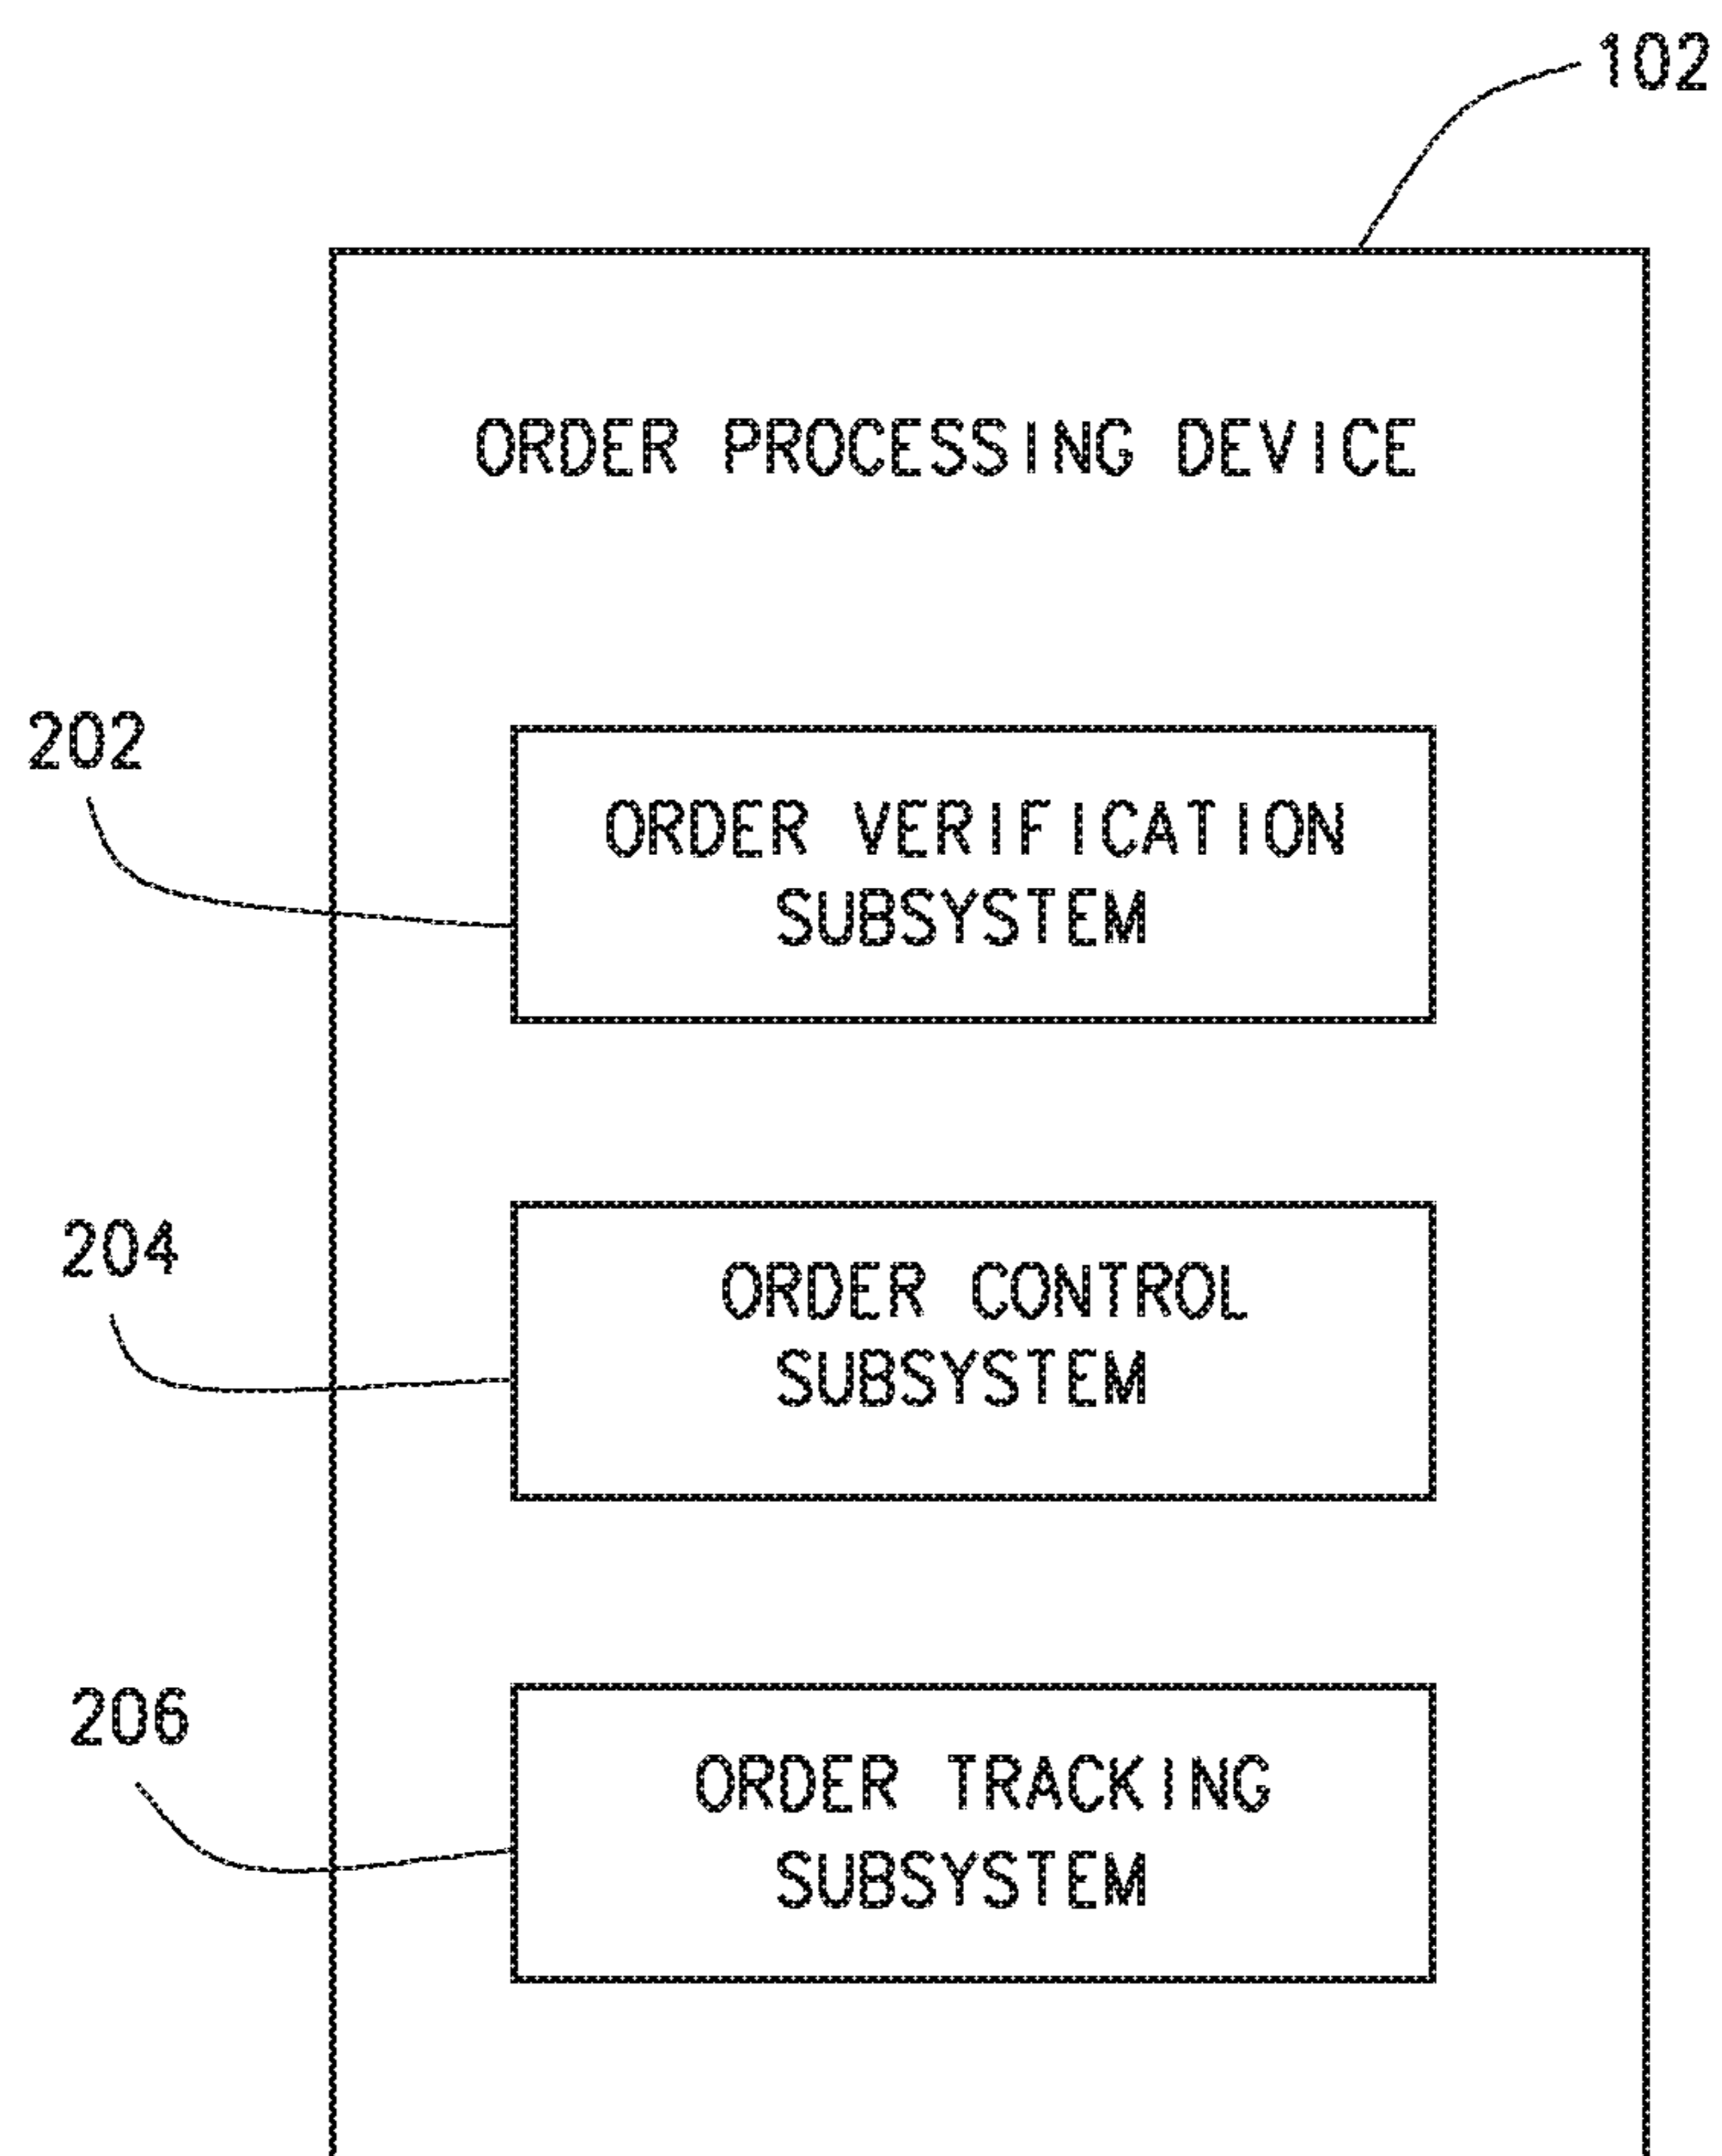 102
ORDER PROCESSING DEVICE
202
ORDER VERIFICATION
SUBSYSTEM
204
ORDER CONTROL
SUBSYSTEM
206
ORDER TRACKING
SUBSYSTEM